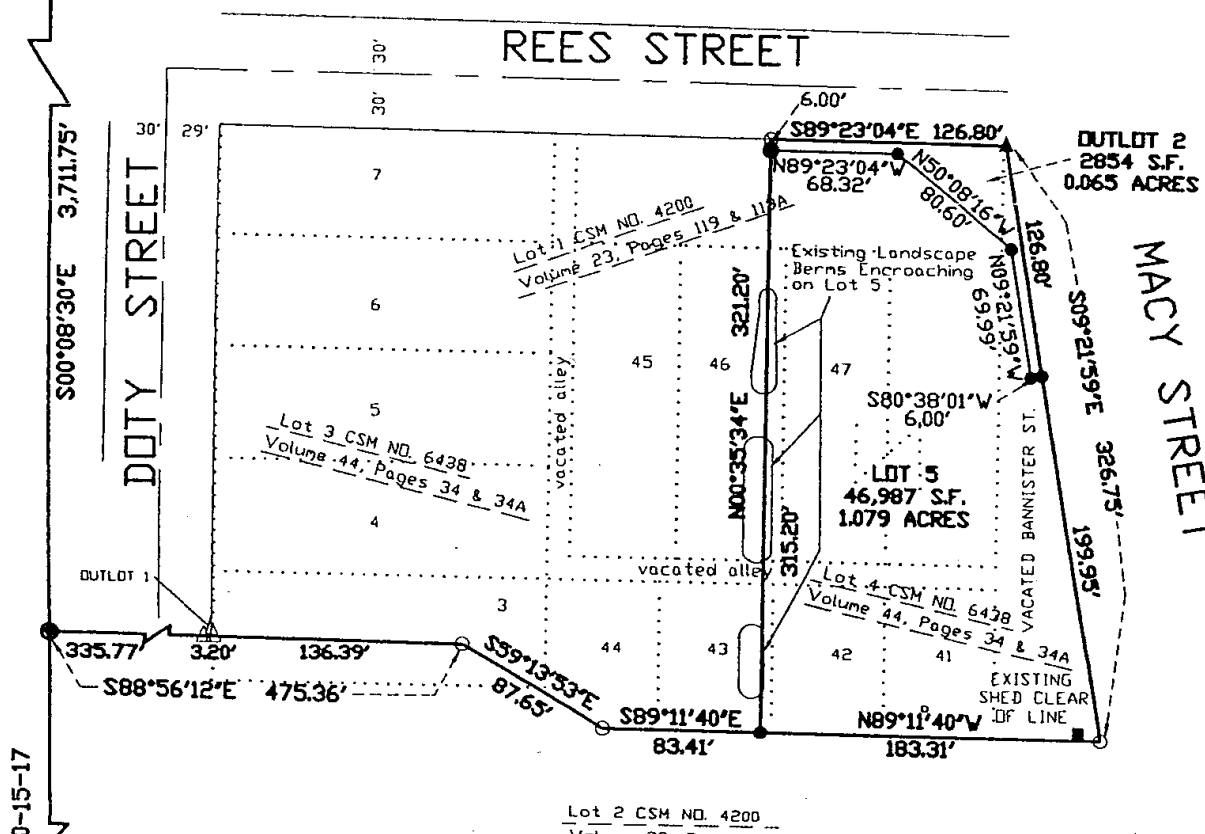 REES STREET
30'
30'
6.00'
S89°23'04"E 126.80'
OUTLOT 2
2854 S.F.
0.065 ACRES
30' 29'
S00°08'30"E 3,711.75'
DOTY STREET
7
N89°23'04"W
68.32'
N50°08'16"W
80.60'
Lot 1 CSM NO. 4200
Volume 23, Pages 119 & 119A
126.80'
MACY STREET
Existing Landscape
Berms Encroaching
on Lot 5
N09°21'59"W
69.99'
S09°21'59"E 326.75'
6
321.20'
45
46
47
vacated alley
S80°38'01"W
6.00'
5
Lot 3 CSM NO. 6438
Volume 44, Pages 34 & 34A
N00°35'34"E
LOT 5
46,987 S.F.
1.079 ACRES
VACATED BANNISTER ST.
199.95'
4
315.20'
vacated alley
OUTLOT 1
3
Lot 4 CSM NO. 6438
Volume 44, Pages 34 & 34A
335.77'
3.20'
136.39'
S59°13'53"E
87.65'
44
43
42
41
S88°56'12"E 475.36'
EXISTING
SHED CLEAR
OF LINE
S89°11'40"E
83.41'
N89°11'40"W
183.31'
0-15-17
Lot 2 CSM NO. 4200